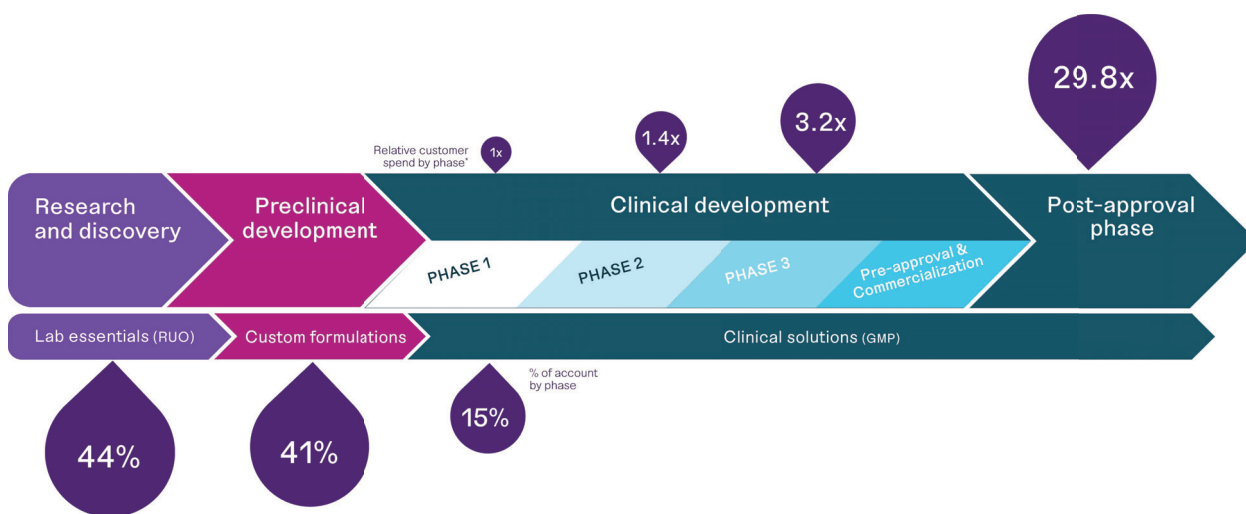 29.8x
3.2x
1.4x
Relative customer
spend by phase*
1x
Research
and discovery
Preclinical
development
Clinical development
Post-approval
phase
PHASE 1
PHASE 2
PHASE 3
Pre-approval &
Commercialization
Lab essentials (RUO)
Custom formulations
Clinical solutions (GMP)
% of account
by phase
44%
41%
15%